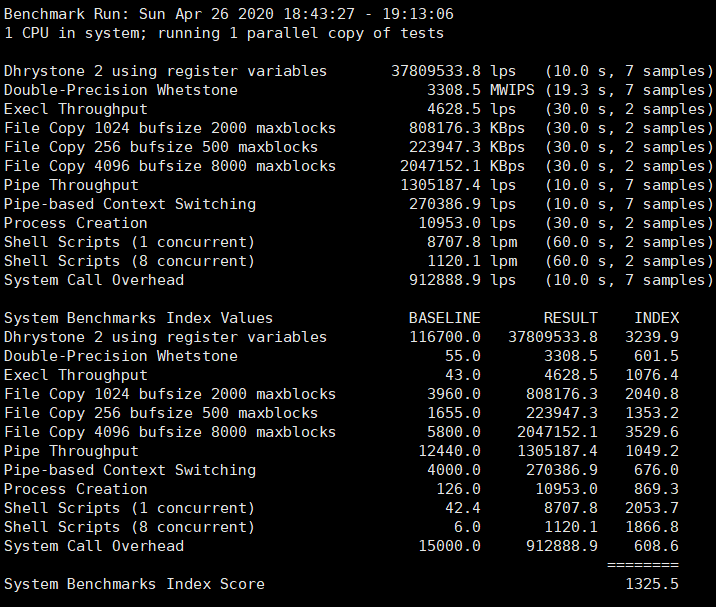 Benchmark Run: Sun Apr 26 2020 18:43:27 - 19:13:06
1 CPU in system; running 1 parallel copy of tests

Dhrystone 2 using register variables       37809533.8 lps   (10.0 s, 7 samples)
Double-Precision Whetstone                     3308.5 MWIPS (19.3 s, 7 samples)
Execl Throughput                               4628.5 lps   (30.0 s, 2 samples)
File Copy 1024 bufsize 2000 maxblocks        808176.3 KBps  (30.0 s, 2 samples)
File Copy 256 bufsize 500 maxblocks          223947.3 KBps  (30.0 s, 2 samples)
File Copy 4096 bufsize 8000 maxblocks       2047152.1 KBps  (30.0 s, 2 samples)
Pipe Throughput                             1305187.4 lps   (10.0 s, 7 samples)
Pipe-based Context Switching                 270386.9 lps   (10.0 s, 7 samples)
Process Creation                              10953.0 lps   (30.0 s, 2 samples)
Shell Scripts (1 concurrent)                   8707.8 lpm   (60.0 s, 2 samples)
Shell Scripts (8 concurrent)                   1120.1 lpm   (60.0 s, 2 samples)
System Call Overhead                         912888.9 lps   (10.0 s, 7 samples)

System Benchmarks Index Values               BASELINE       RESULT    INDEX
Dhrystone 2 using register variables         116700.0   37809533.8   3239.9
Double-Precision Whetstone                       55.0       3308.5    601.5
Execl Throughput                                 43.0       4628.5   1076.4
File Copy 1024 bufsize 2000 maxblocks          3960.0     808176.3   2040.8
File Copy 256 bufsize 500 maxblocks            1655.0     223947.3   1353.2
File Copy 4096 bufsize 8000 maxblocks          5800.0    2047152.1   3529.6
Pipe Throughput                               12440.0    1305187.4   1049.2
Pipe-based Context Switching                   4000.0     270386.9    676.0
Process Creation                                126.0      10953.0    869.3
Shell Scripts (1 concurrent)                     42.4       8707.8   2053.7
Shell Scripts (8 concurrent)                      6.0       1120.1   1866.8
System Call Overhead                          15000.0     912888.9    608.6
                                                                   ========
System Benchmarks Index Score                                        1325.5